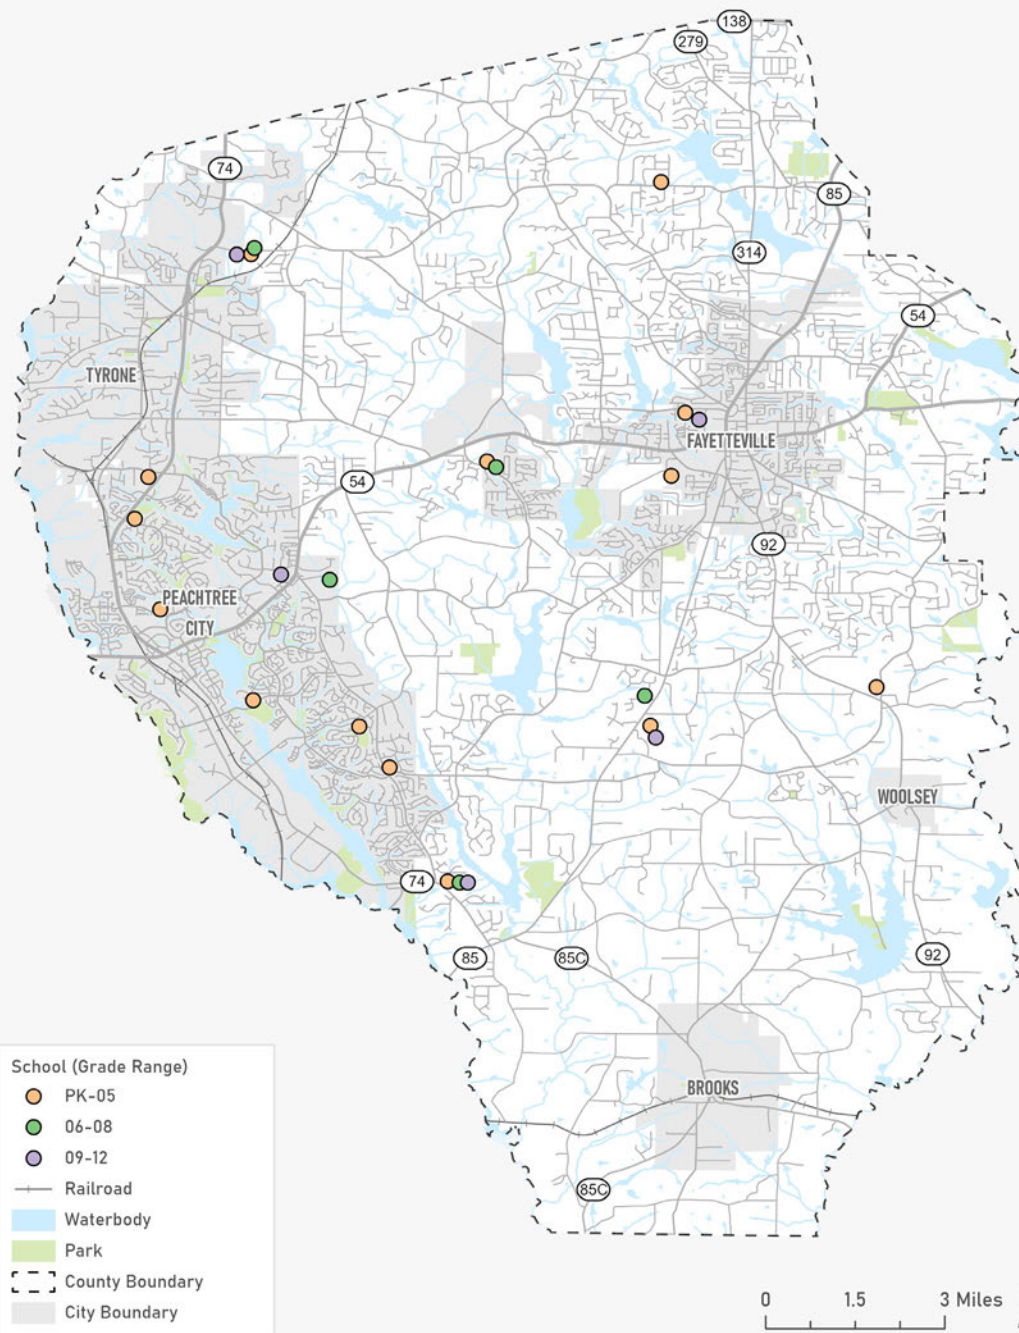 138
279
74
85
314
54
TYRONE
FAYETTEVILLE
54
92
PEACHTREE
CITY
WOOLSEY
74
85
85C
92
BROOKS
85C
School (Grade Range)
PK-05
06-08
09-12
Railroad
Waterbody
Park
County Boundary
City Boundary
0 1.5 3 Miles